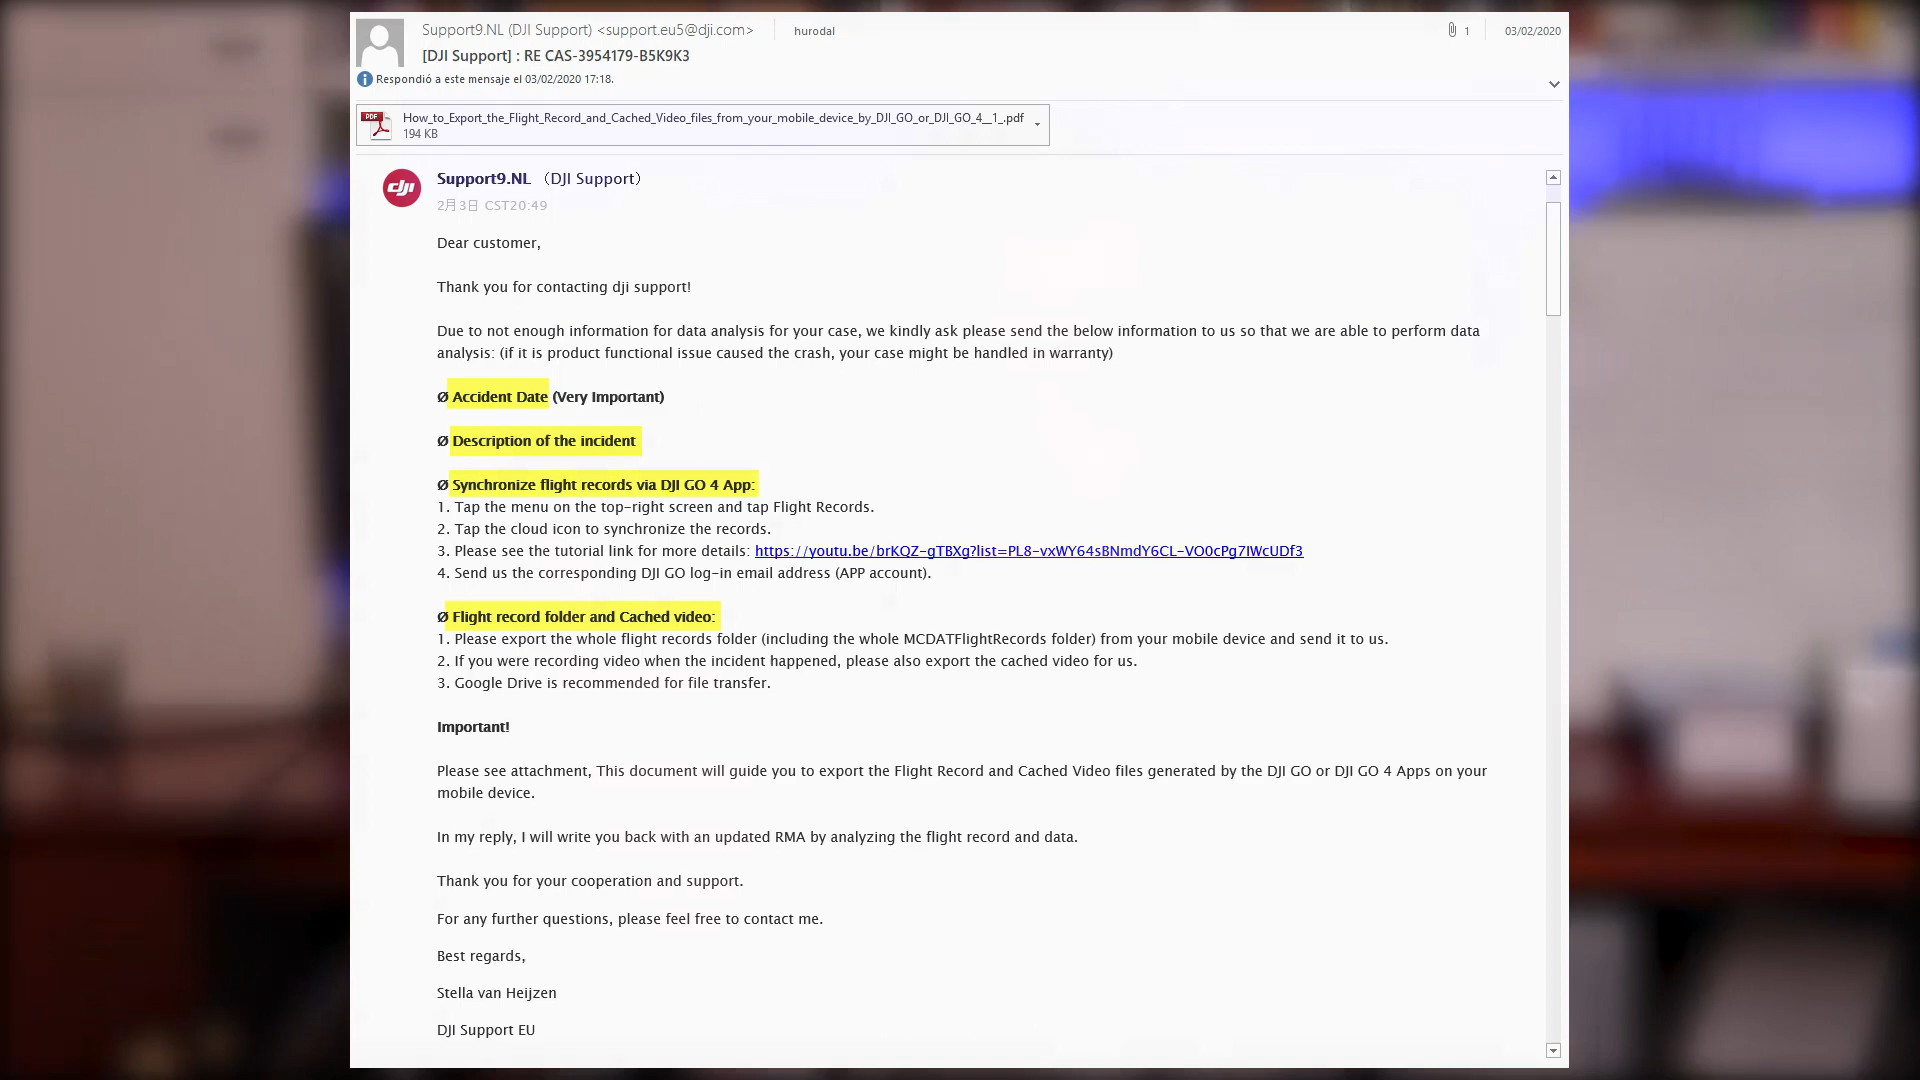 Support9.NL (DJI Support) <support.eu5@dji.com>
hurodal
1
03/02/2020
[DJI Support] : RE CAS-3954179-B5K9K3
Respondió a este mensaje el 03/02/2020 17:18.
PDF
How_to_Export_the_Flight_Record_and_Cached_Video_files_from_your_mobile_device_by_DJI_GO_or_DJI_GO_4__1_.pdf
194 KB
dji
Support9.NL （DJI Support）
2月3日 CST20:49
Dear customer,
Thank you for contacting dji support!
Due to not enough information for data analysis for your case, we kindly ask please send the below information to us so that we are able to perform data
analysis: (if it is product functional issue caused the crash, your case might be handled in warranty)
Ø Accident Date (Very Important)
Ø Description of the incident
Ø Synchronize flight records via DJI GO 4 App:
1. Tap the menu on the top-right screen and tap Flight Records.
2. Tap the cloud icon to synchronize the records.
3. Please see the tutorial link for more details: https://youtu.be/brKQZ-gTBXg?list=PL8-vxWY64sBNmdY6CL-VO0cPg7IWcUDf3
4. Send us the corresponding DJI GO log-in email address (APP account).
Ø Flight record folder and Cached video:
1. Please export the whole flight records folder (including the whole MCDATFlightRecords folder) from your mobile device and send it to us.
2. If you were recording video when the incident happened, please also export the cached video for us.
3. Google Drive is recommended for file transfer.
Important!
Please see attachment, This document will guide you to export the Flight Record and Cached Video files generated by the DJI GO or DJI GO 4 Apps on your
mobile device.
In my reply, I will write you back with an updated RMA by analyzing the flight record and data.
Thank you for your cooperation and support.
For any further questions, please feel free to contact me.
Best regards,
Stella van Heijzen
DJI Support EU